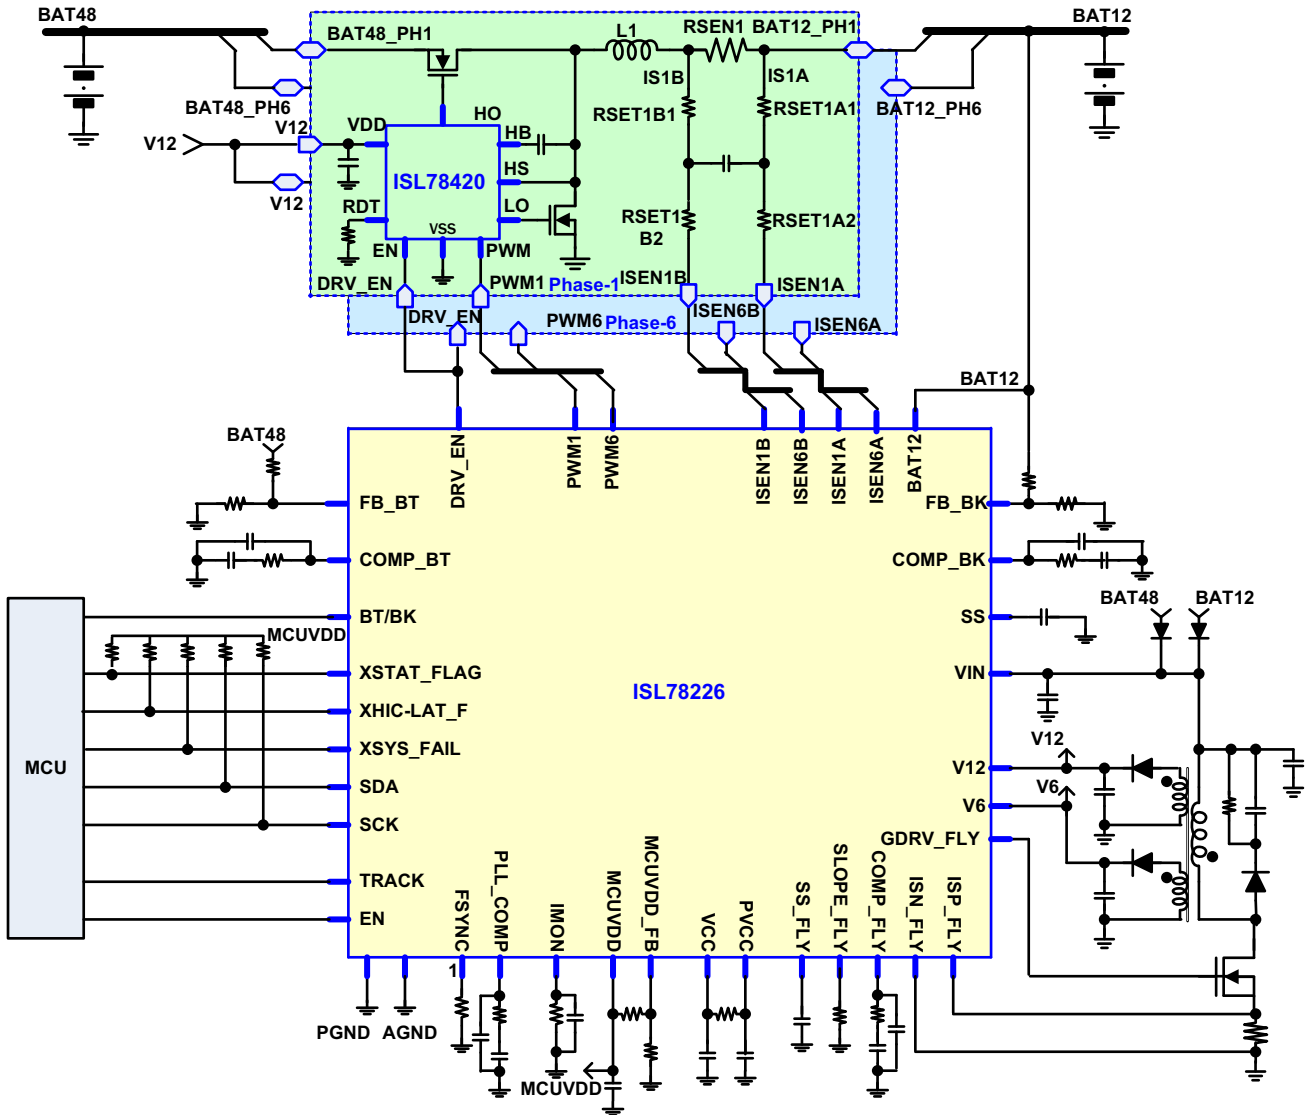 BAT48
BAT48_PH1
L1
RSEN1
BAT12_PH1
BAT12
IS1B
IS1A
BAT48_PH6
BAT12_PH6
V12
V12
VDD
HO
RSET1B1
RSET1A1
HB
ISL78420
HS
V12
RDT
LO
RSET1
B2
RSET1A2
VSS
EN
PWM
DRV_EN
PWM1
Phase-1
ISEN1B
ISEN1A
DRV_EN
PWM6
Phase-6
ISEN6B
ISEN6A
BAT12
BAT48
DRV_EN
PWM1
PWM6
ISEN1B
ISEN6B
ISEN1A
ISEN6A
BAT12
FB_BT
FB_BK
COMP_BT
COMP_BK
BAT48
BAT12
BT/BK
SS
MCUVDD
XSTAT_FLAG
VIN
ISL78226
XHIC-LAT_F
XSYS_FAIL
V12
MCU
V12
SDA
V6
V6
SCK
GDRV_FLY
TRACK
EN
FSYNC
PLL_COMP
IMON
MCUVDD
MCUVDD_FB
VCC
PVCC
SS_FLY
SLOPE_FLY
COMP_FLY
ISN_FLY
ISP_FLY
1
PGND
AGND
MCUVDD